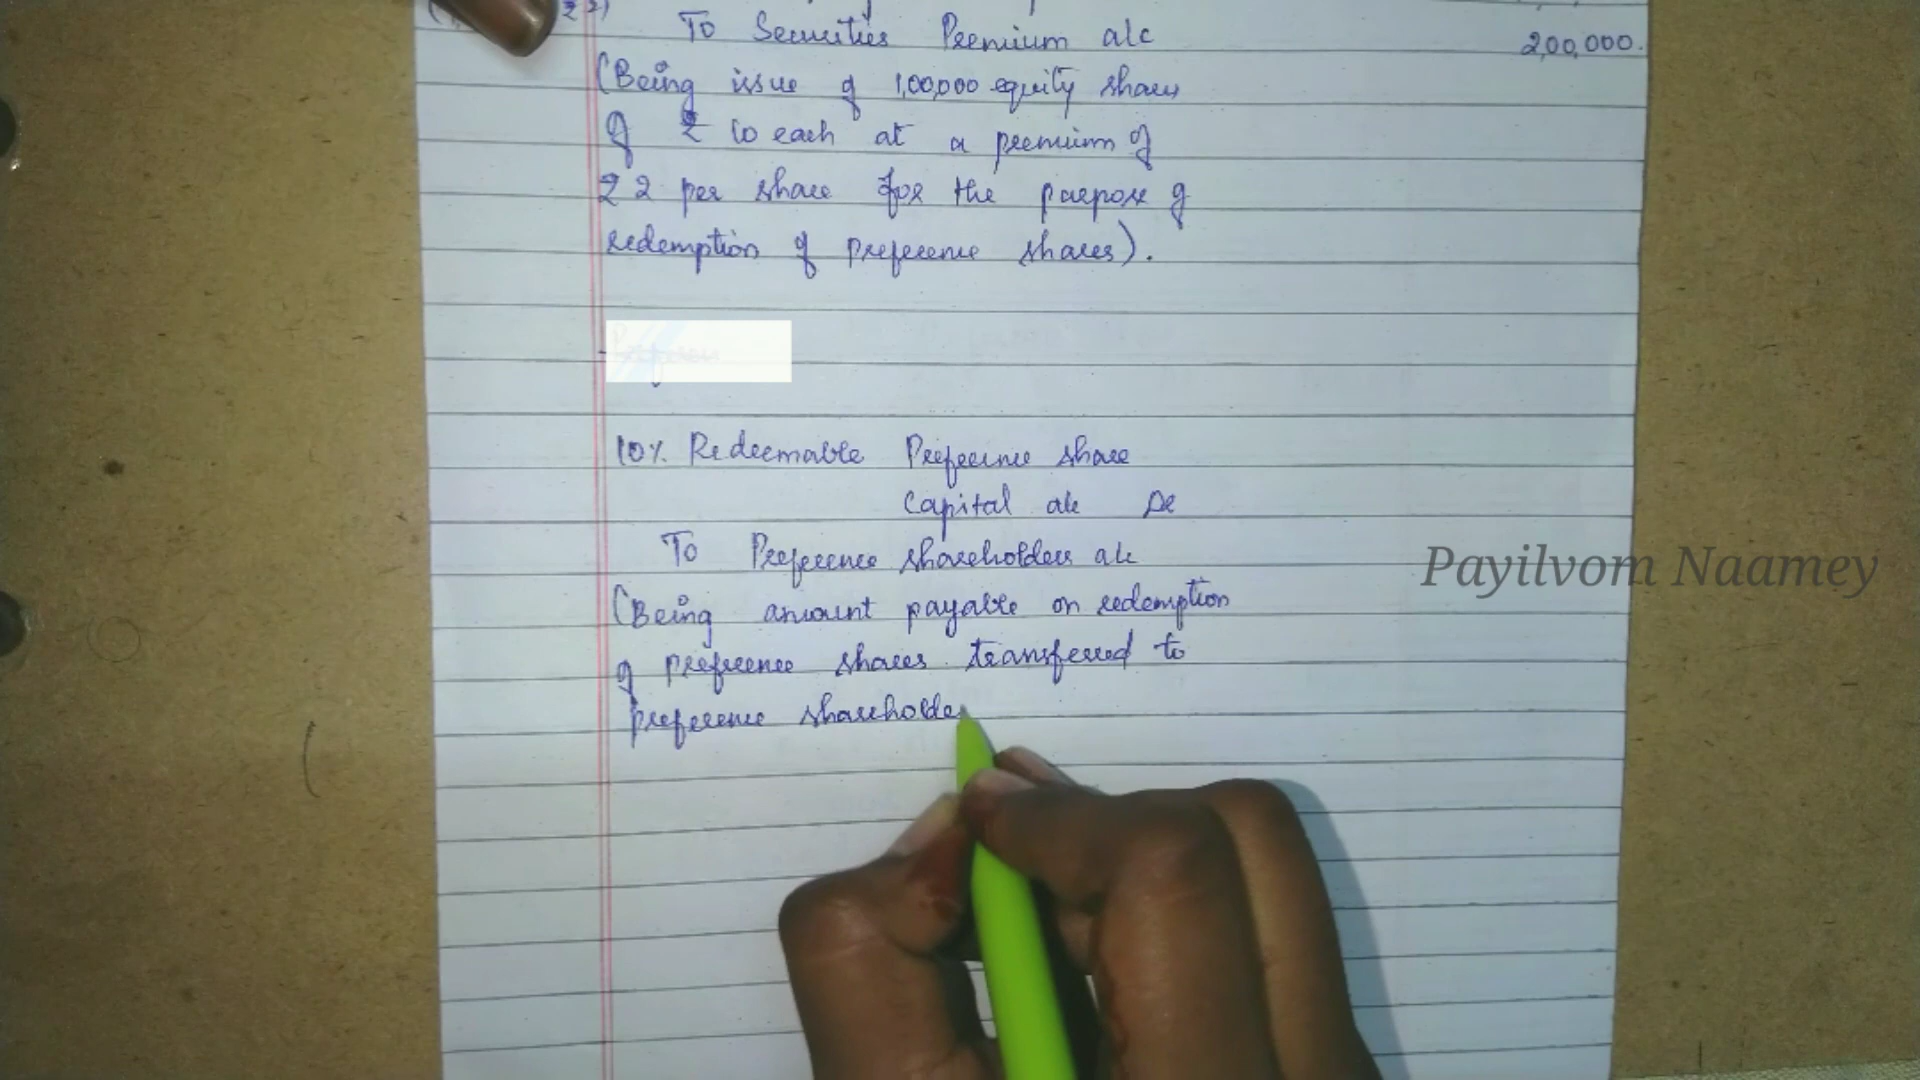 To Securities Premium a/c 2,00,000.
(Being issue of 1,00,000 equity shares
of ₹ 10 each at a premium of
₹ 2 per share for the purpose of
redemption of preference shares).
10% Redeemable Preference share
Capital a/c Dr
To Preference shareholders a/c
(Being amount payable on redemption
of preference shares transferred to
preference shareholde
Payilvom Naamey